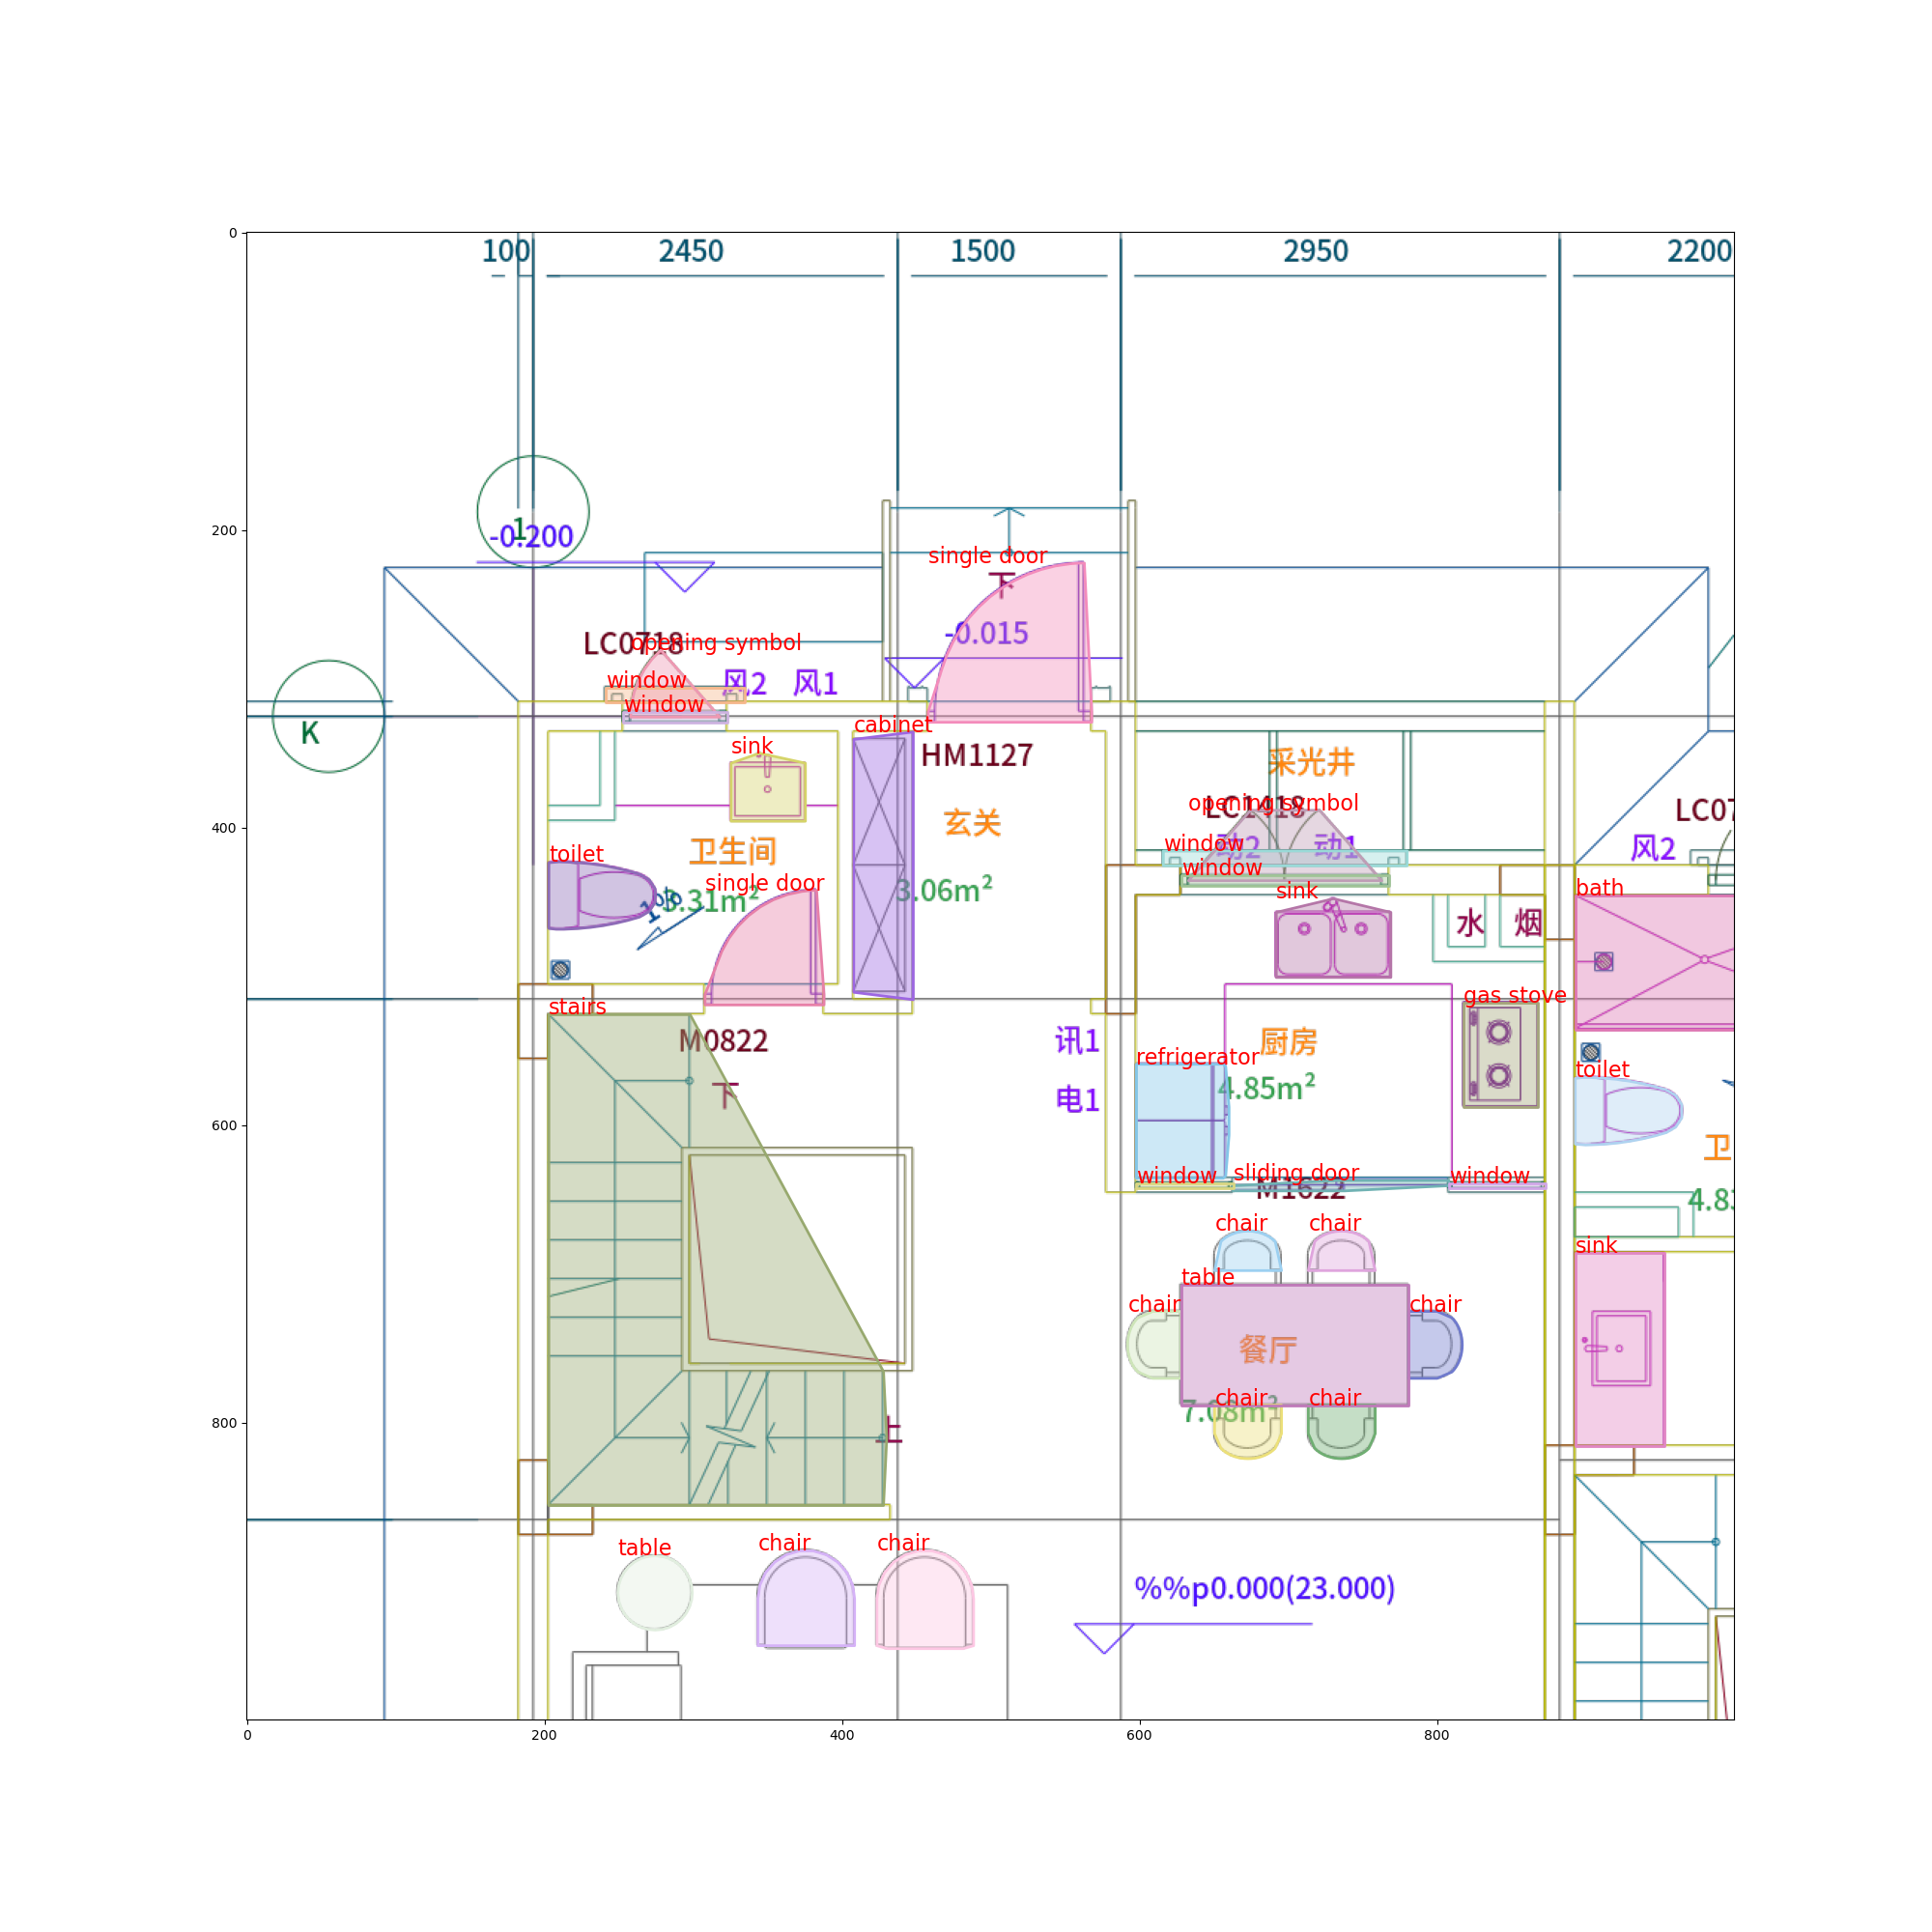 0
100
2450
1500
2950
2200
200
1
-0.200
single door
下
-0.015
LC0718
opening symbol
window
风2
风1
window
K
cabinet
sink
HM1127
采光井
400
玄关
opening symbol
LC1418
LC07
window
动2
动1
风2
卫生间
toilet
window
single door
3.31m²
1%
3.06m²
sink
bath
水
烟
stairs
gas stove
M0822
讯1
厨房
refrigerator
toilet
下
4.85m²
电1
600
卫
window
sliding door
window
M1622
4.83
chair
chair
sink
table
chair
chair
餐厅
chair
chair
7.08m²
800
上
table
chair
chair
%%p0.000(23.000)
0
200
400
600
800